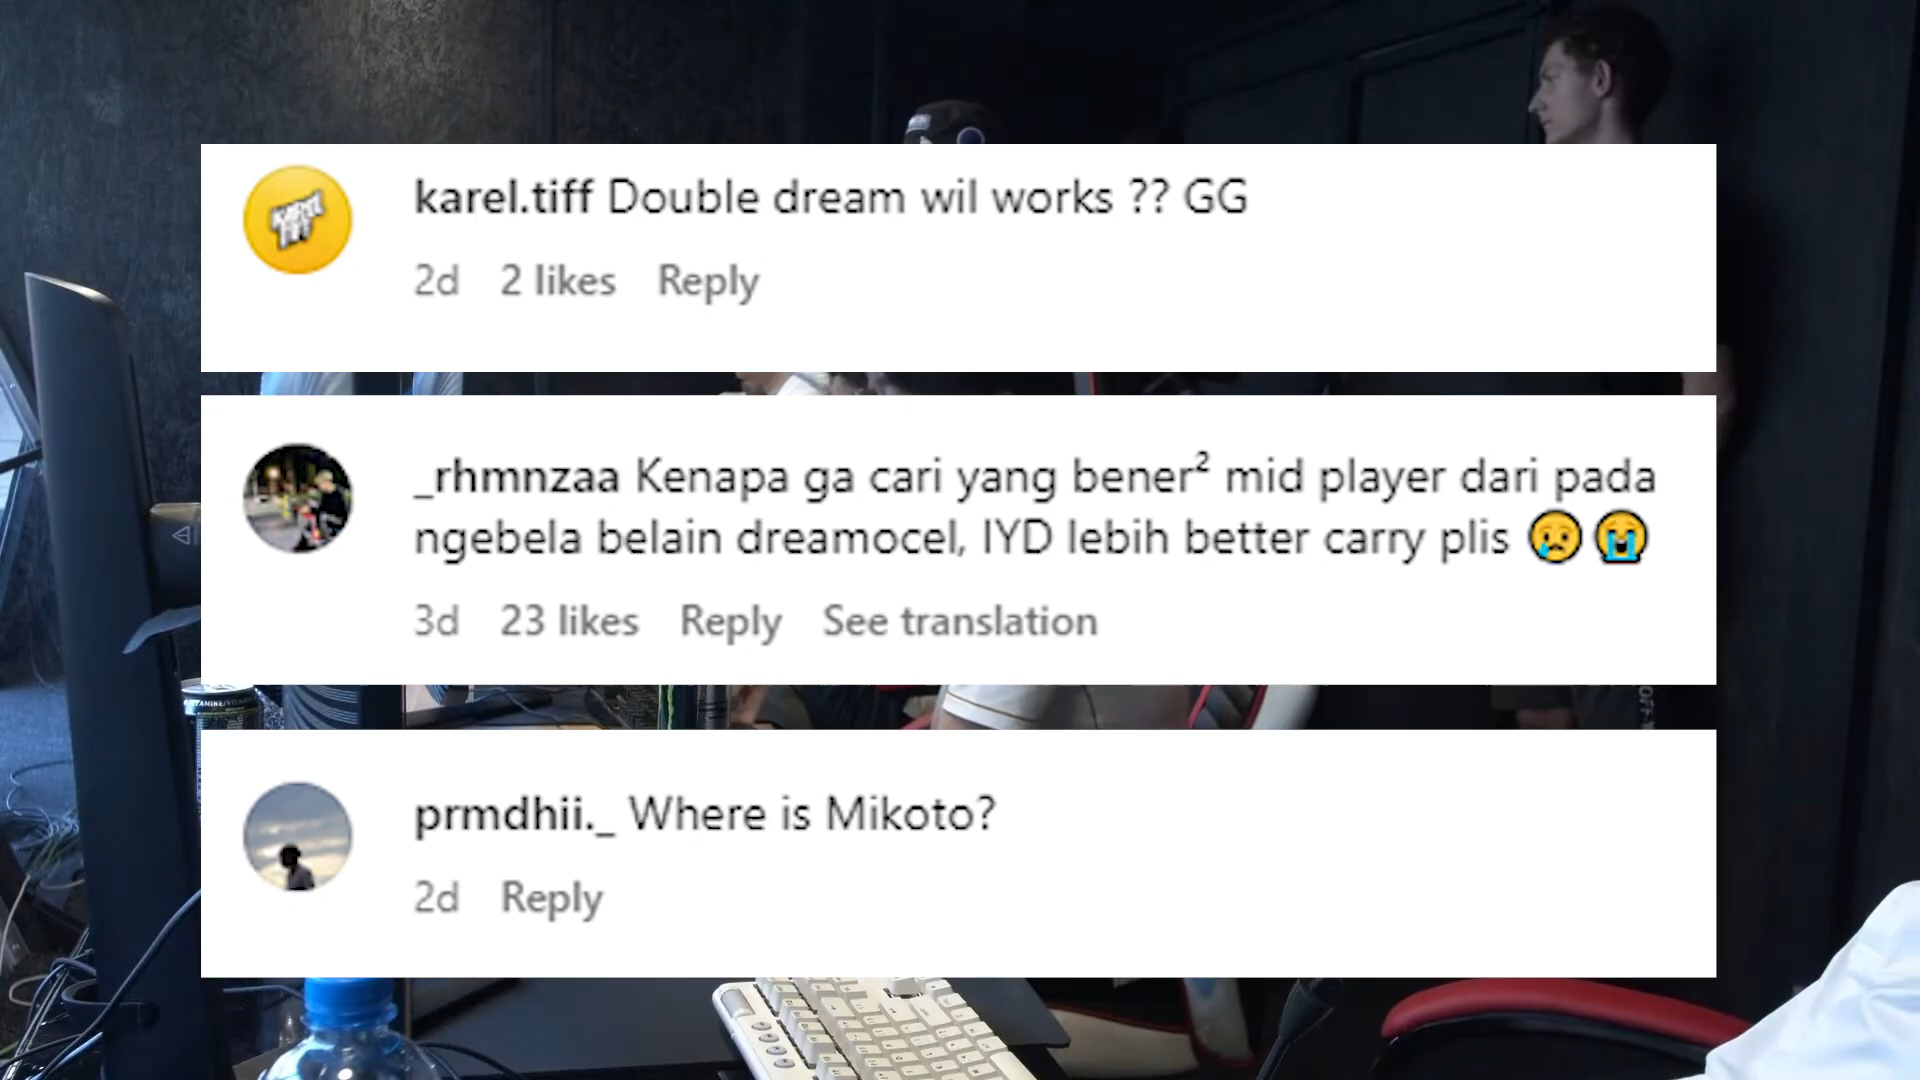 karel.tiff Double dream wil works ?? GG
2d 2 likes Reply
_rhmnzaa Kenapa ga cari yang bener² mid player dari pada
ngebela belain dreamocel, IYD lebih better carry plis 😢😭
3d 23 likes Reply See translation
prmdhii._ Where is Mikoto?
2d Reply